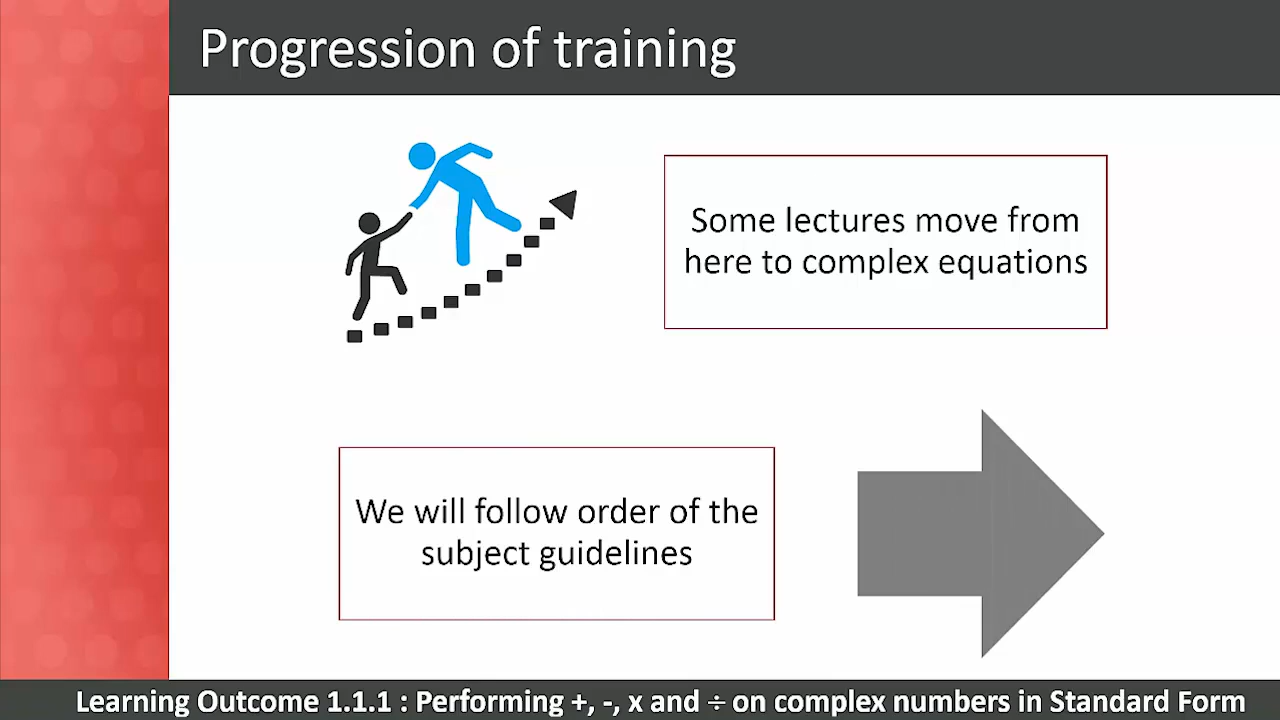 Progression of training
Some lectures move from
here to complex equations
We will follow order of the
subject guidelines
Learning Outcome 1.1.1 : Performing +, -, x and ÷ on complex numbers in Standard Form